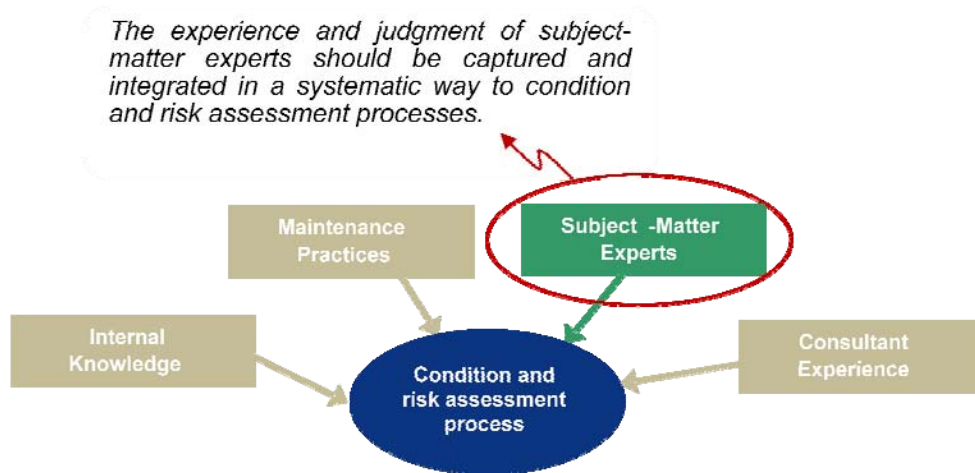 The experience and judgment of subject-
matter experts should be captured and
integrated in a systematic way to condition
and risk assessment processes.
Maintenance
Practices
Subject -Matter
Experts
Internal
Knowledge
Consultant
Experience
Condition and
risk assessment
process